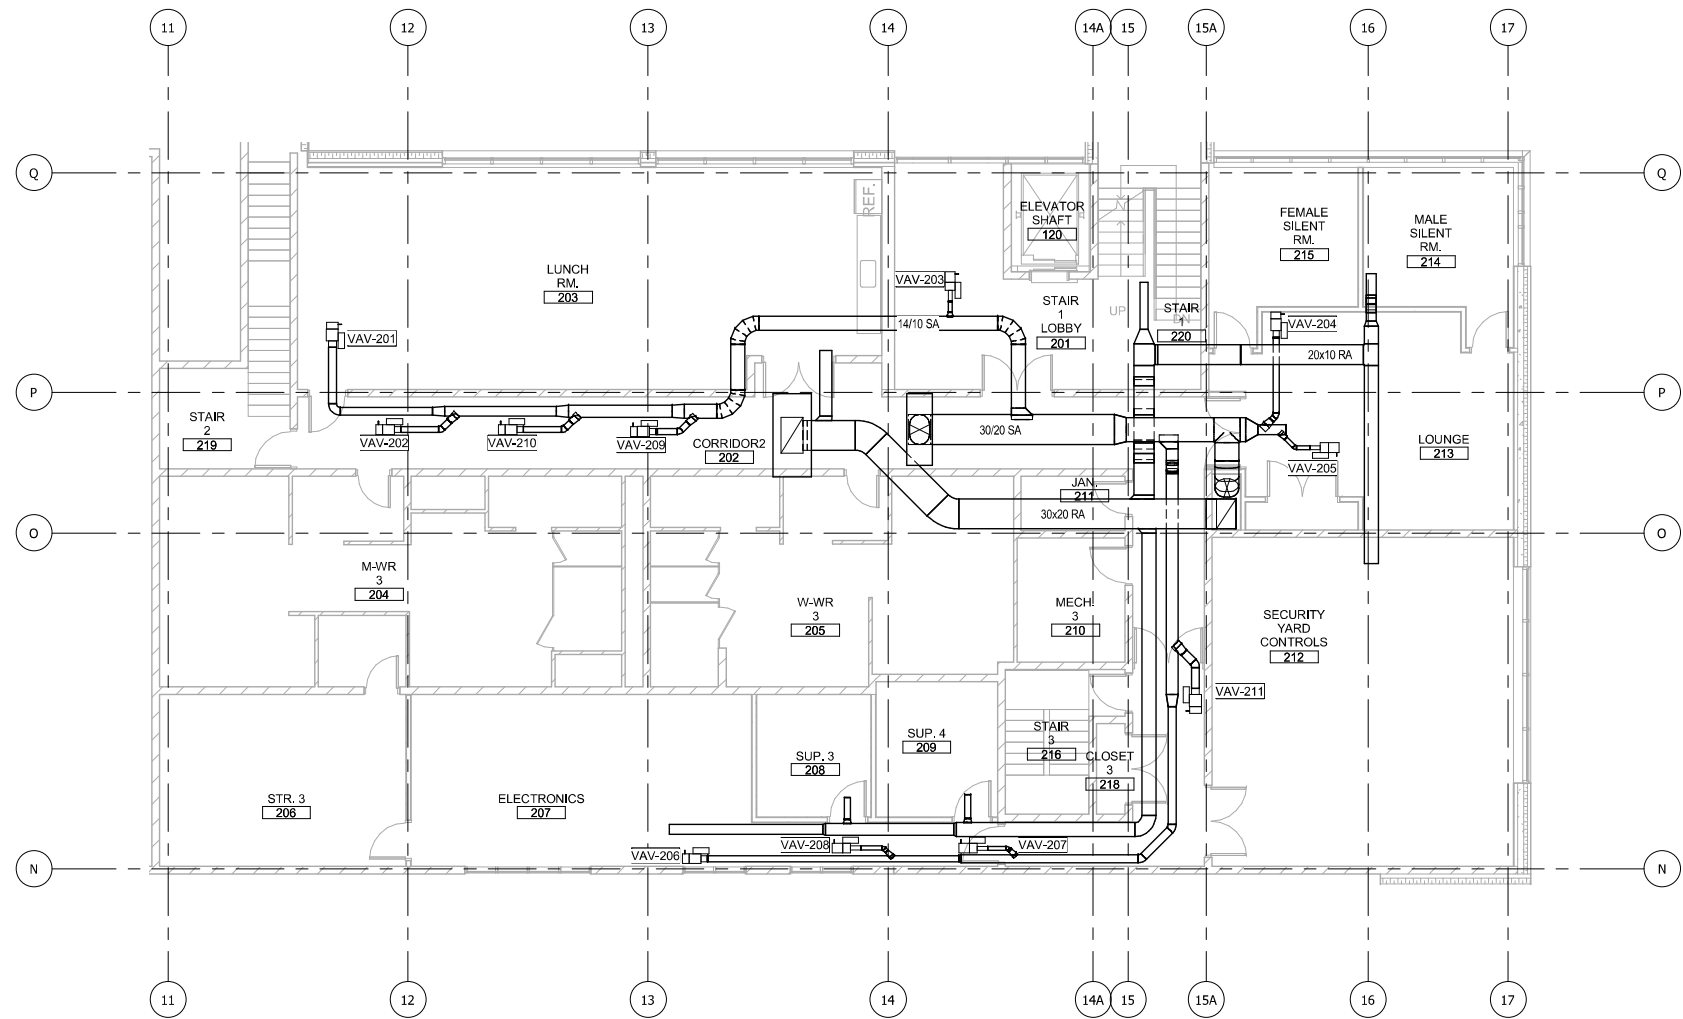 11 12 13 14 14A 15 15A 16 17
Q Q
REF.
ELEVATOR
SHAFT
120
FEMALE
SILENT
RM.
215
MALE
SILENT
RM.
214
LUNCH
RM.
203
VAV-203
STAIR
1
LOBBY
201
UP
STAIR
1
DN
220
VAV-201
14/10 SA
VAV-204
20x10 RA
P P
STAIR
2
219
VAV-202
VAV-210
VAV-209
CORRIDOR2
202
30/20 SA
VAV-205
LOUNGE
213
JAN.
211
30x20 RA
O O
M-WR
3
204
W-WR
3
205
MECH.
3
210
SECURITY
YARD
CONTROLS
212
VAV-211
STR. 3
206
ELECTRONICS
207
SUP. 3
208
SUP. 4
209
STAIR
3
216
CLOSET
3
218
VAV-206
VAV-208
VAV-207
N N
11 12 13 14 14A 15 15A 16 17